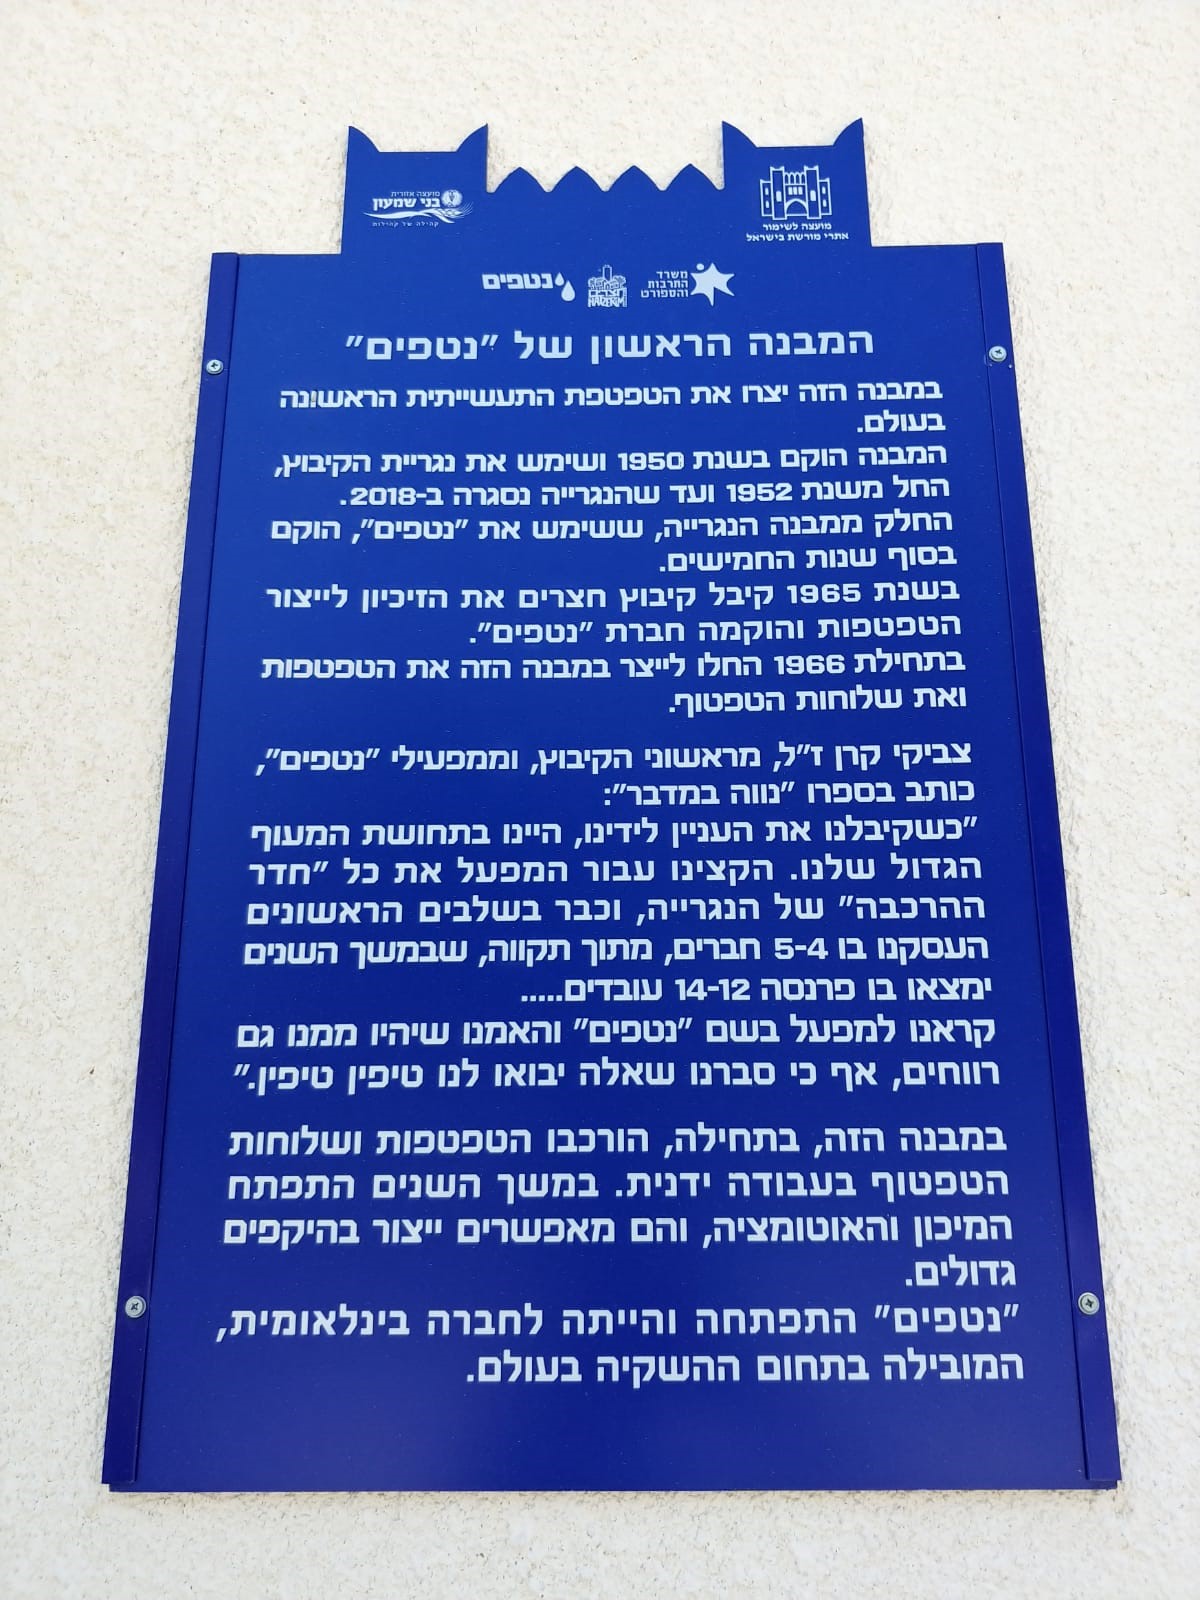 מועצה אזורית
בני שמעון
קהילה של קהילות
מועצה לשימור
אתרי מורשת בישראל
משרד
התרבות
והספורט
חצרים
HATZERIM
נטפים
המבנה הראשון של "נטפים"
במבנה הזה יצרו את הטפטפת התעשייתית הראשונה
בעולם.
המבנה הוקם בשנת 1950 ושימש את נגריית הקיבוץ,
החל משנת 1952 ועד שהנגרייה נסגרה ב-2018.
החלק ממבנה הנגרייה, ששימש את "נטפים", הוקם
בסוף שנות החמישים.
בשנת 1965 קיבל קיבוץ חצרים את הזיכיון לייצור
הטפטפות והוקמה חברת "נטפים".
בתחילת 1966 החלו לייצר במבנה הזה את הטפטפות
ואת שלוחות הטפטוף.
צביקי קרן ז"ל, מראשוני הקיבוץ, וממפעילי "נטפים",
כותב בספרו "נווה במדבר":
"כשקיבלנו את העניין לידינו, היינו בתחושת המעוף
הגדול שלנו. הקצינו עבור המפעל את כל "חדר
ההרכבה" של הנגרייה, וכבר בשלבים הראשונים
העסקנו בו 5-4 חברים, מתוך תקווה, שבמשך השנים
ימצאו בו פרנסה 14-12 עובדים.....
קראנו למפעל בשם "נטפים" והאמנו שיהיו ממנו גם
רווחים, אף כי סברנו שאלה יבואו לנו טיפין טיפין."
במבנה הזה, בתחילה, הורכבו הטפטפות ושלוחות
הטפטוף בעבודה ידנית. במשך השנים התפתח
המיכון והאוטומציה, והם מאפשרים ייצור בהיקפים
גדולים.
"נטפים" התפתחה והייתה לחברה בינלאומית,
המובילה בתחום ההשקיה בעולם.